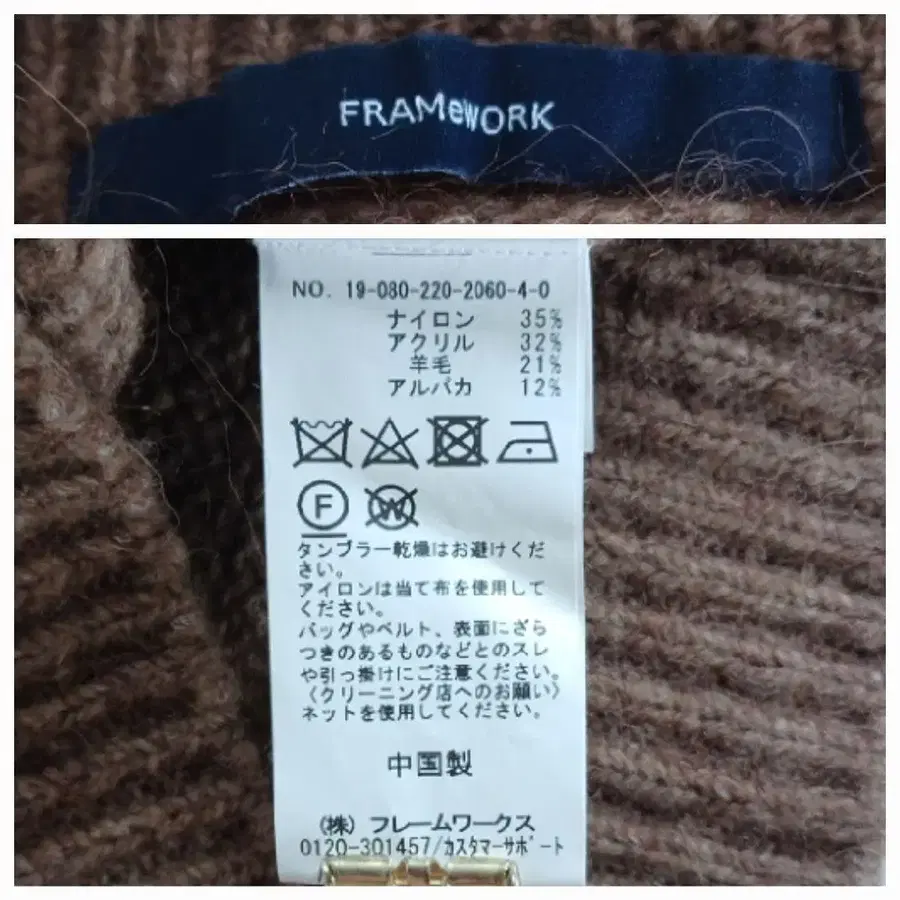 FRAMeWORK
NO. 19-080-220-2060-4-0
ナイロン 35%
アクリル 32%
羊毛 21%
アルパカ 12%
F W
タンブラー乾燥はお避けくだ
さい。
アイロンは当て布を使用して
ください。
バッグやベルト、表面にざら
つきのあるものなどとのスレ
や引っ掛けにご注意ください。
〈クリーニング店へのお願い〉
ネットを使用してください。
中国製
(株) フレームワークス
0120-301457/カスタマーサポート